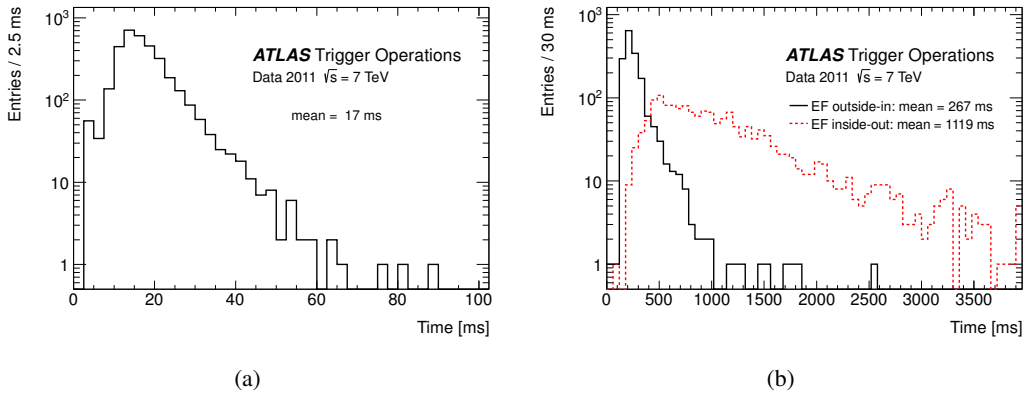 Entries / 2.5 ms
10³
10²
10
1
ATLAS Trigger Operations
Data 2011 √s = 7 TeV
mean = 17 ms
0 20 40 60 80 100
Time [ms]
(a)
Entries / 30 ms
10³
10²
10
1
ATLAS Trigger Operations
Data 2011 √s = 7 TeV
EF outside-in: mean = 267 ms
EF inside-out: mean = 1119 ms
0 500 1000 1500 2000 2500 3000 3500
Time [ms]
(b)